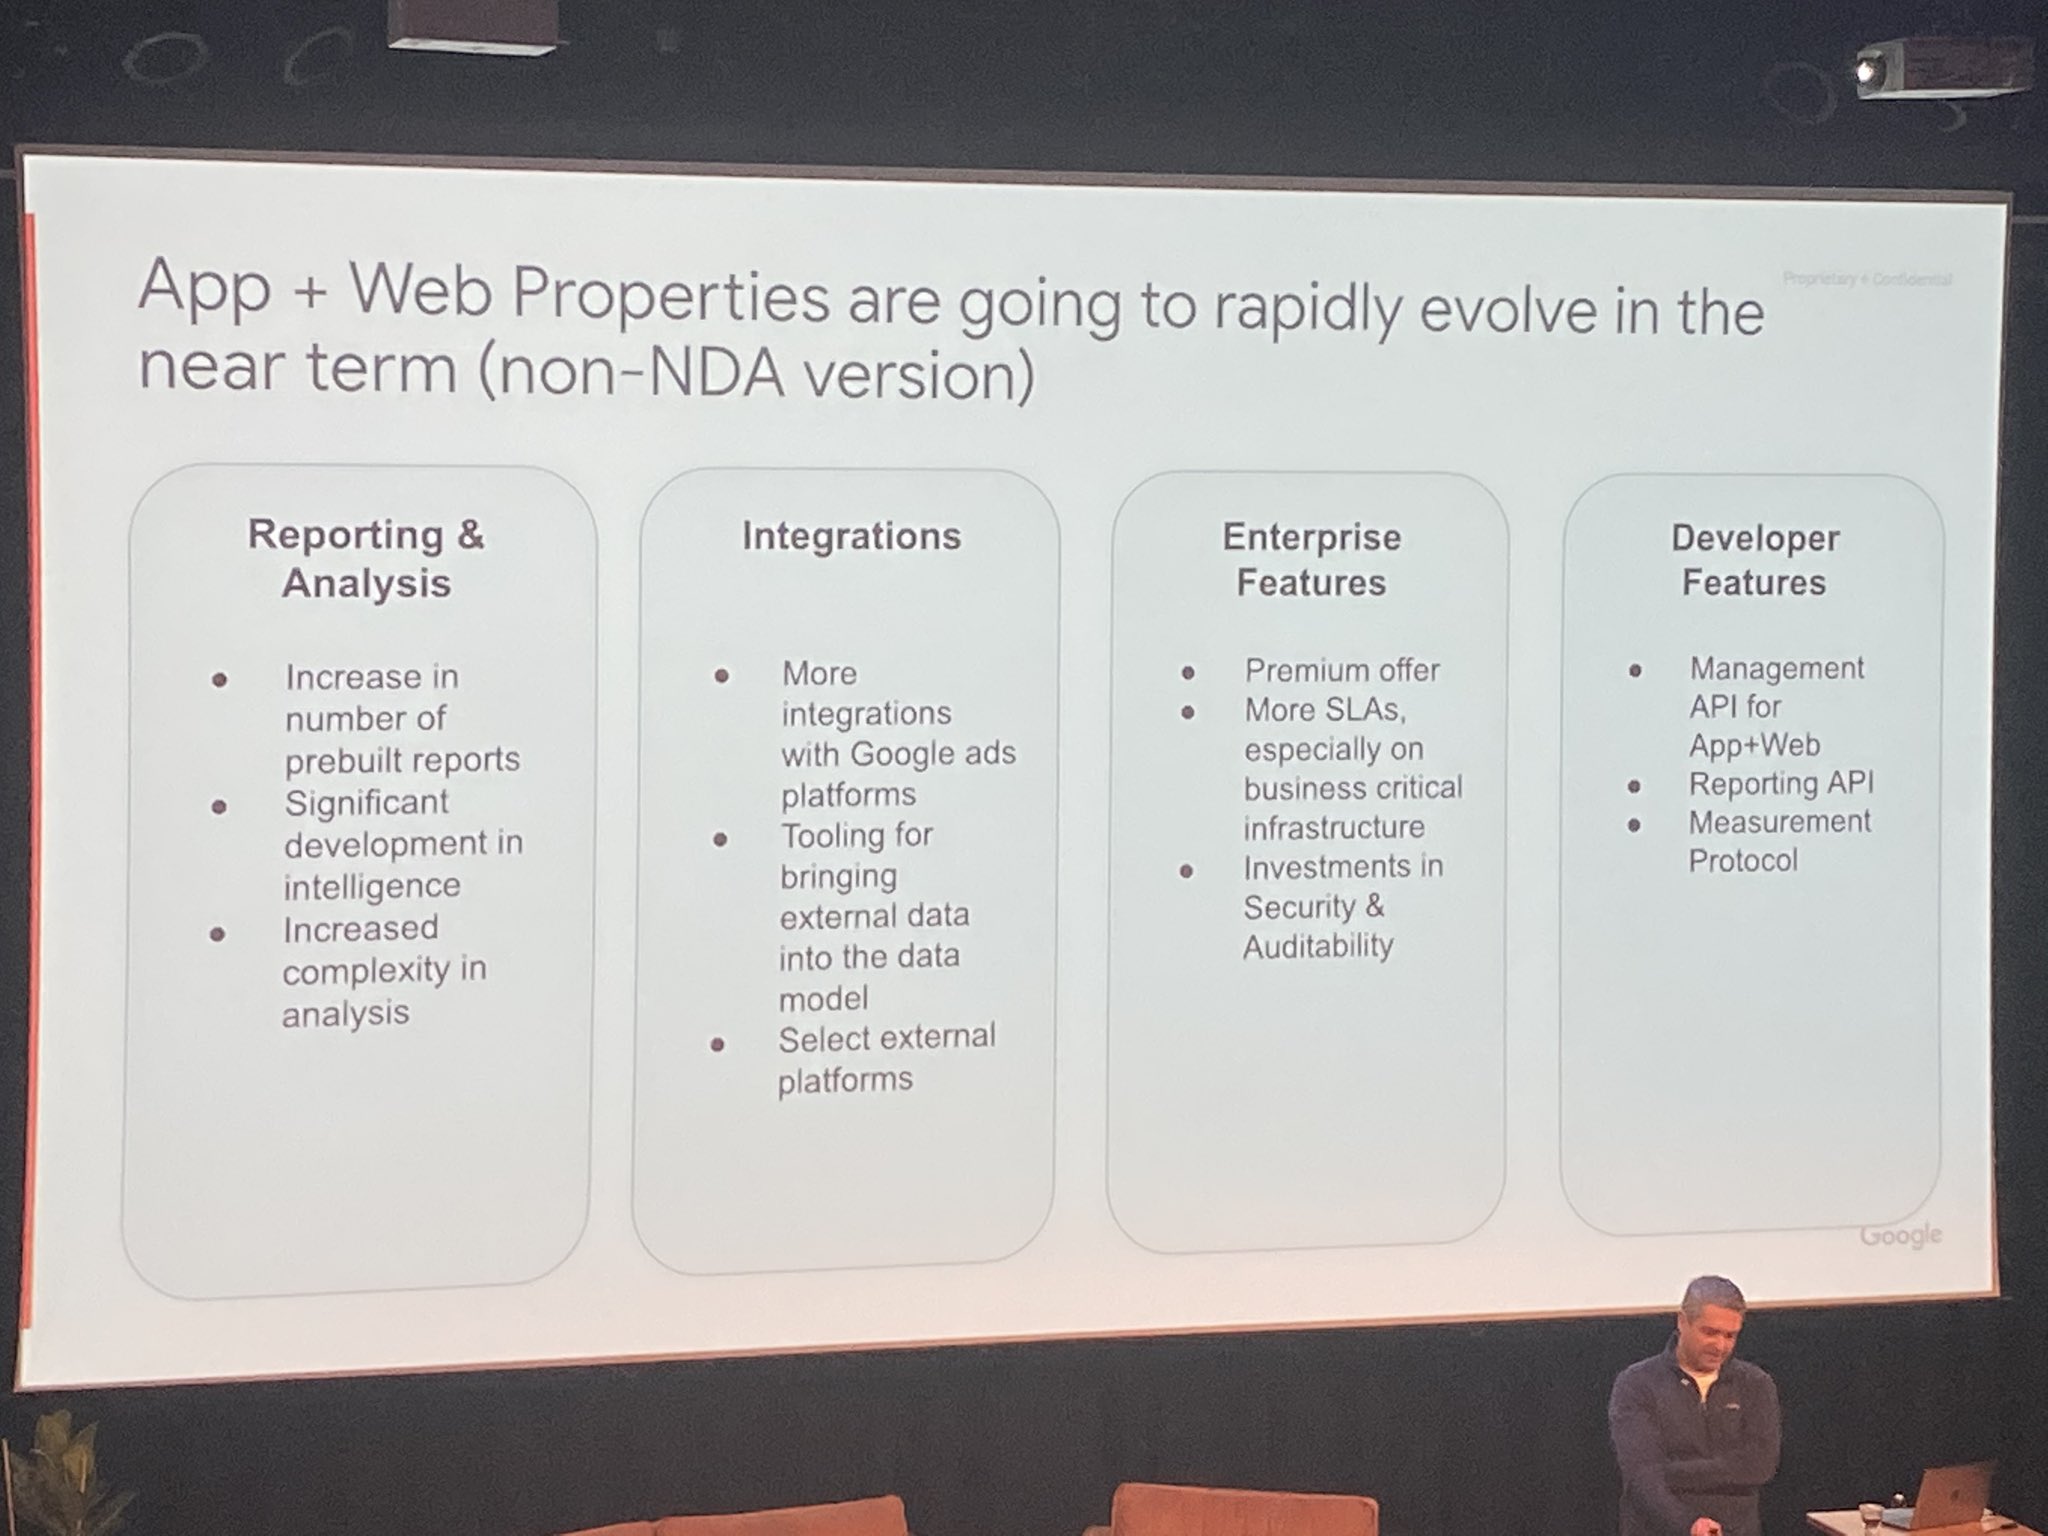 Proprietary + Confidential
App + Web Properties are going to rapidly evolve in the
near term (non-NDA version)
Reporting &
Analysis
● Increase in
number of
prebuilt reports
● Significant
development in
intelligence
● Increased
complexity in
analysis
Integrations
● More
integrations
with Google ads
platforms
● Tooling for
bringing
external data
into the data
model
● Select external
platforms
Enterprise
Features
● Premium offer
● More SLAs,
especially on
business critical
infrastructure
● Investments in
Security &
Auditability
Developer
Features
● Management
API for
App+Web
● Reporting API
● Measurement
Protocol
Google